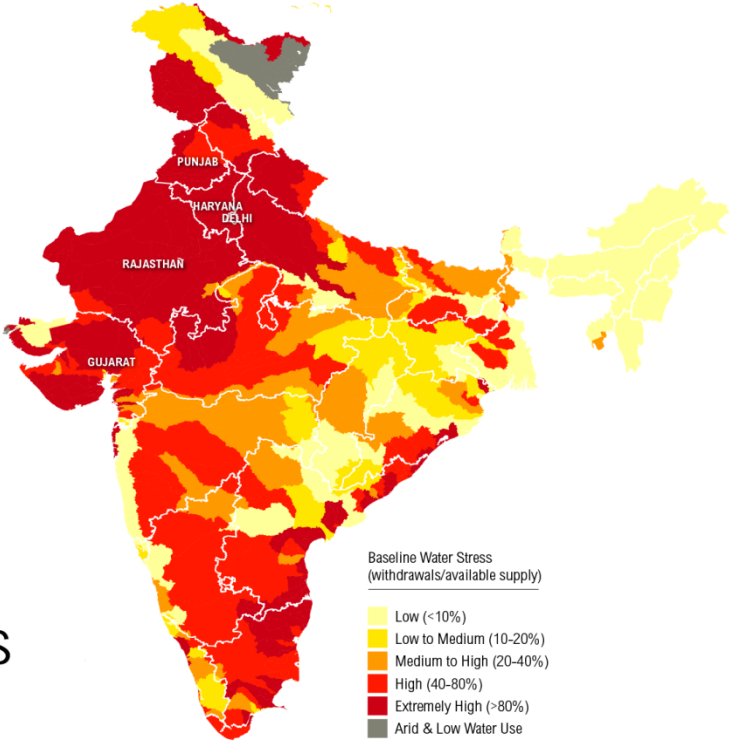 PUNJAB
HARYANA
DELHI
RAJASTHAN
GUJARAT
S
Baseline Water Stress
(withdrawals/available supply)
Low (<10%)
Low to Medium (10-20%)
Medium to High (20-40%)
High (40-80%)
Extremely High (>80%)
Arid & Low Water Use